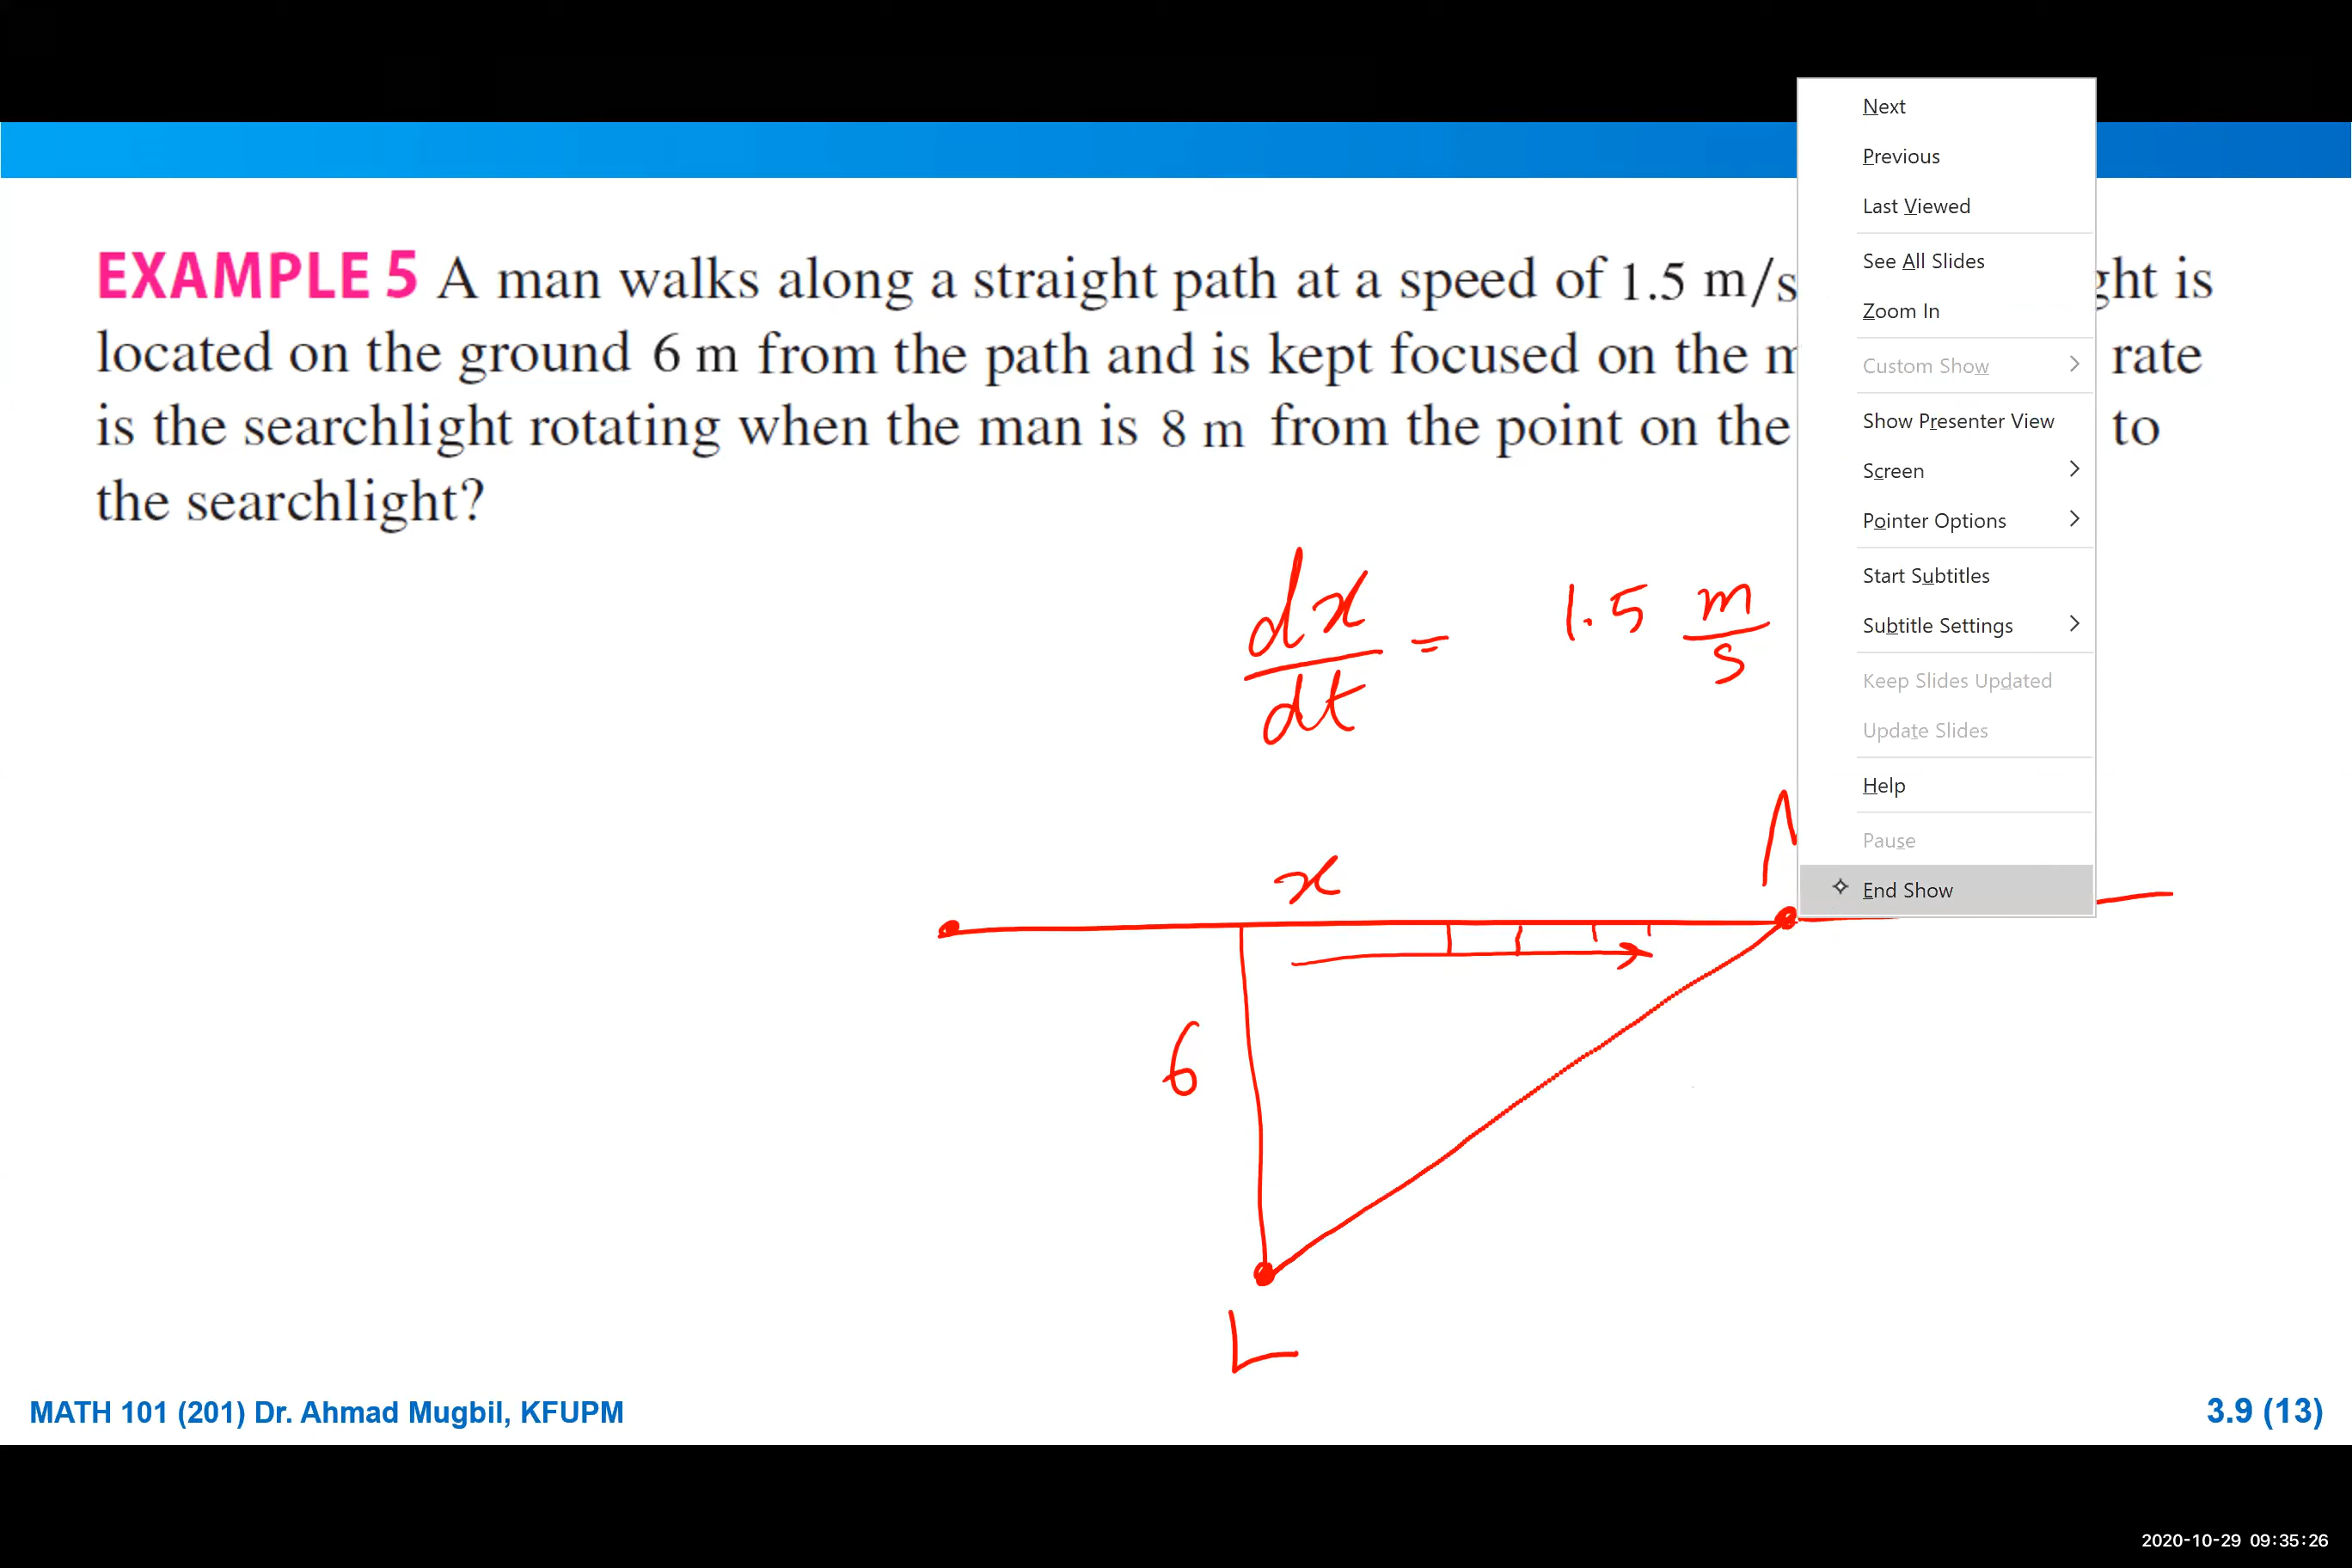 EXAMPLE 5 A man walks along a straight path at a speed of 1.5 m/s ght is
located on the ground 6 m from the path and is kept focused on the rate
is the searchlight rotating when the man is 8 m from the point on the to
the searchlight?
dx/dt = 1.5 m/s
x
6
L
Next
Previous
Last Viewed
See All Slides
Zoom In
Custom Show
Show Presenter View
Screen
Pointer Options
Start Subtitles
Subtitle Settings
Keep Slides Updated
Update Slides
Help
Pause
End Show
MATH 101 (201) Dr. Ahmad Mugbil, KFUPM
3.9 (13)
2020-10-29 09:35:26